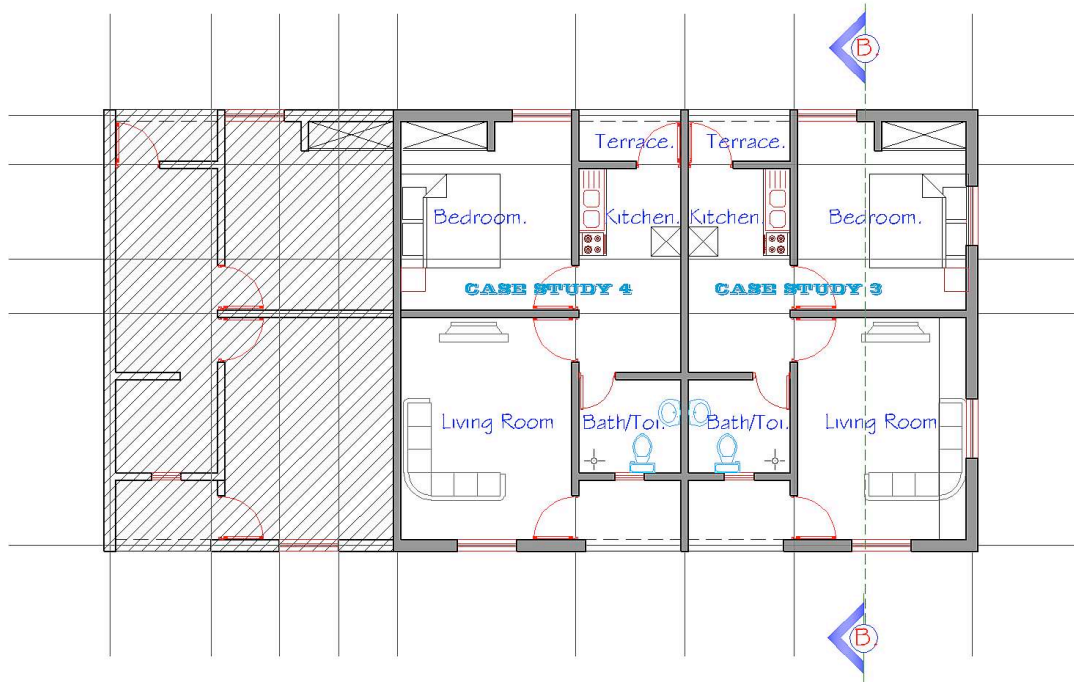 B.
Terrace. Terrace.
Bedroom. Kitchen. Kitchen. Bedroom.
CASE STUDY 4 CASE STUDY 3
Living Room Bath/Toi. Bath/Toi. Living Room
B.